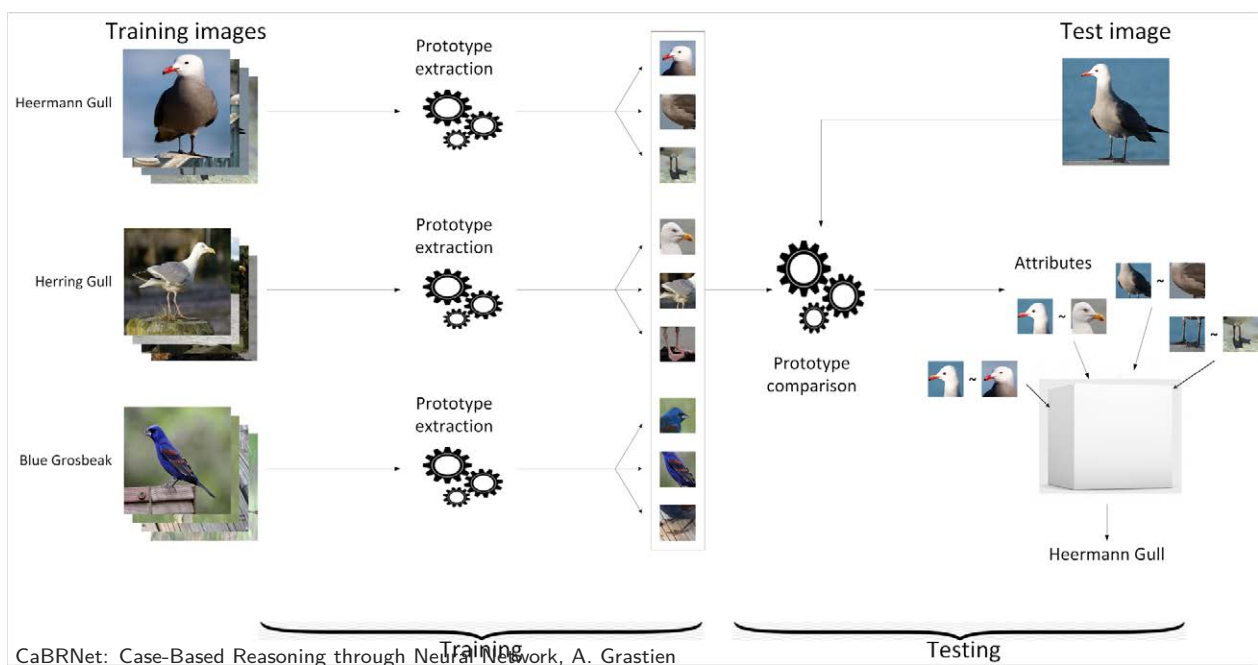 Training images
Test image
Heermann Gull
Prototype
extraction
Herring Gull
Prototype
extraction
Attributes
~
~
~
~
Prototype
comparison
Blue Grosbeak
Prototype
extraction
Heermann Gull
Training
Testing
CaBRNet: Case-Based Reasoning through Neural Network, A. Grastien